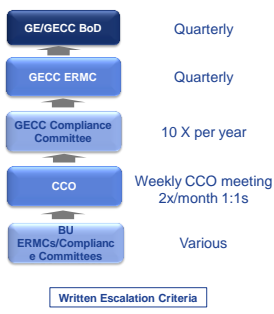 GE/GECC BoD
Quarterly
GECC ERMC
Quarterly
GECC Compliance
Committee
10 X per year
CCO
Weekly CCO meeting
2x/month 1:1s
BU
ERMCs/Complianc
e Committees
Various
Written Escalation Criteria